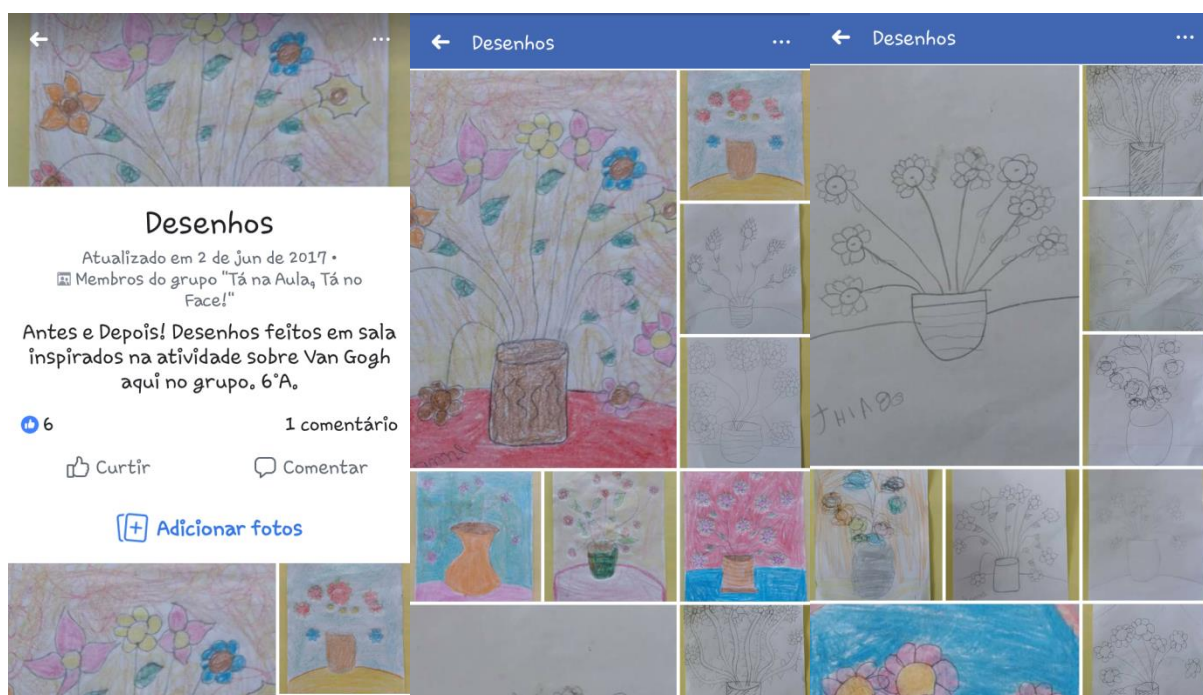 Desenhos
Atualizado em 2 de jun de 2017 •
Membros do grupo "Tá na Aula, Tá no
Face!"
Antes e Depois! Desenhos feitos em sala
inspirados na atividade sobre Van Gogh
aqui no grupo. 6°A.
6
1 comentário
Curtir
Comentar
Adicionar fotos
Desenhos
Desenhos
THIAGO